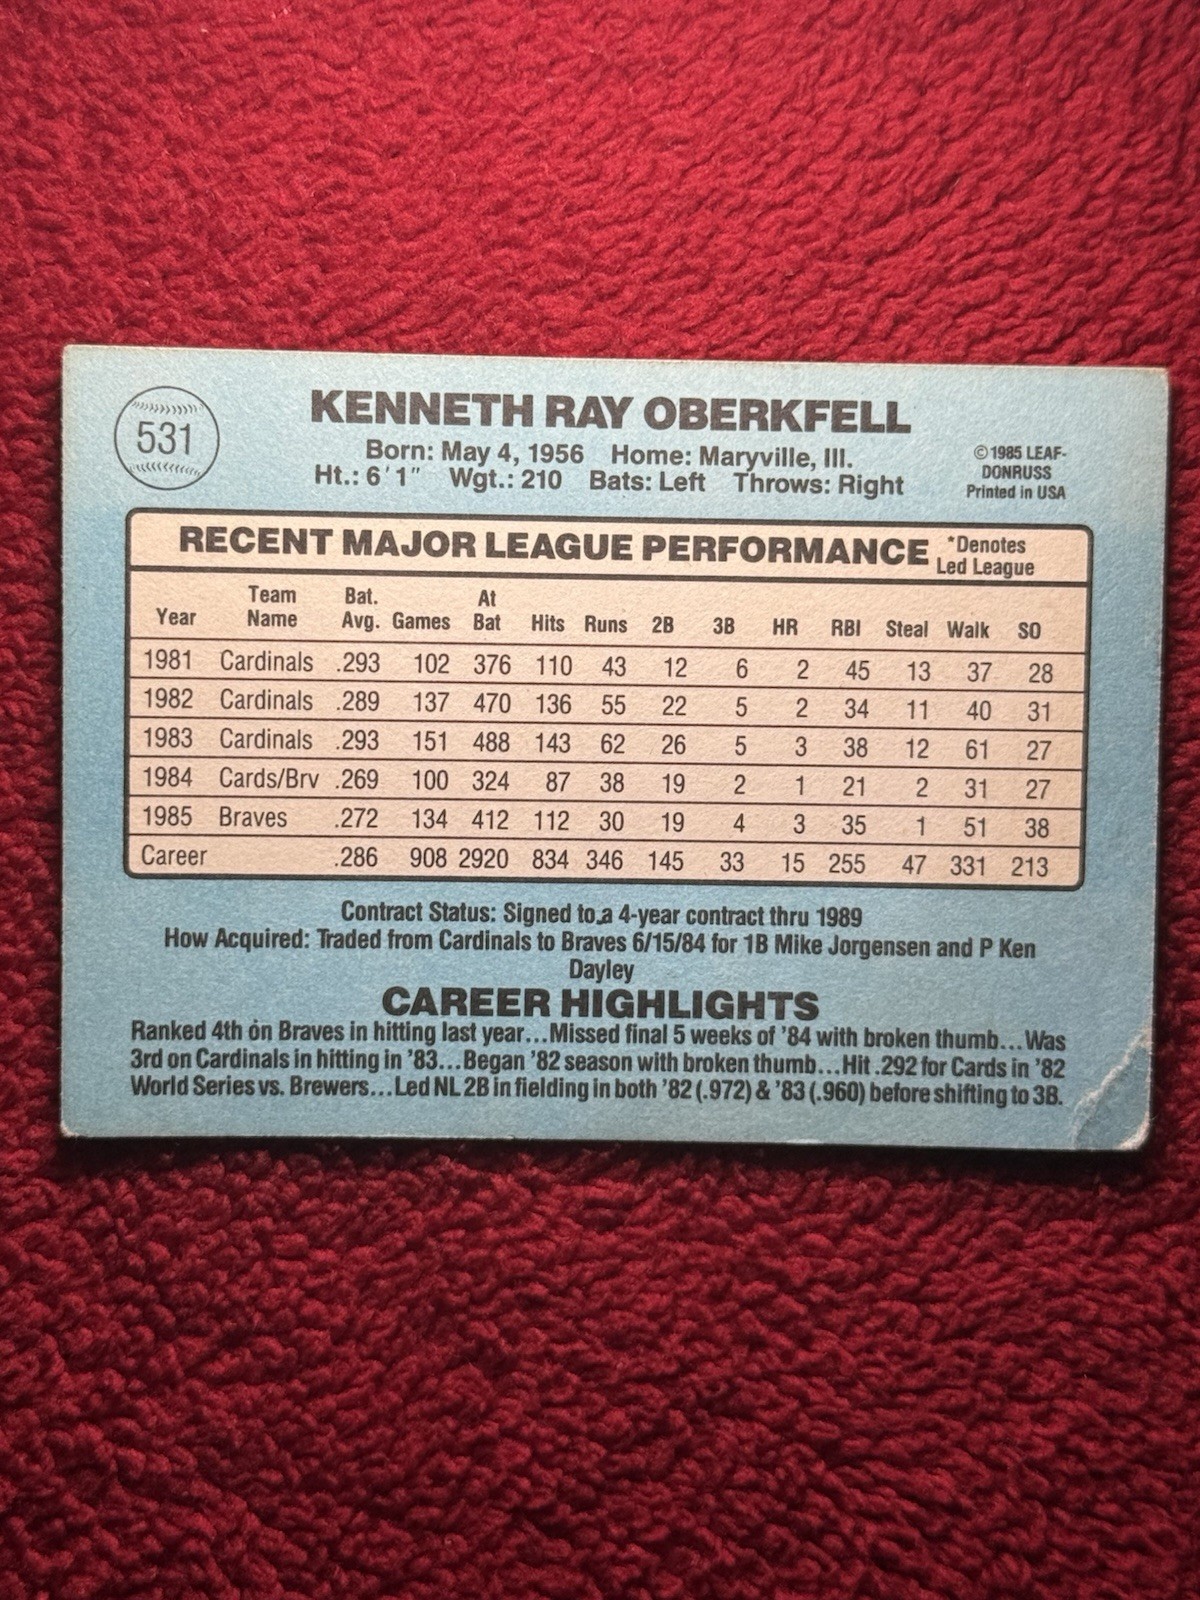 531
KENNETH RAY OBERKFELL
Born: May 4, 1956 Home: Maryville, Ill.
Ht.: 6' 1" Wgt.: 210 Bats: Left Throws: Right
©1985 LEAF-
DONRUSS
Printed in USA
RECENT MAJOR LEAGUE PERFORMANCE
*Denotes
Led League
Year Team Name Bat. Avg. Games At Bat Hits Runs 2B 3B HR RBI Steal Walk SO
1981 Cardinals .293 102 376 110 43 12 6 2 45 13 37 28
1982 Cardinals .289 137 470 136 55 22 5 2 34 11 40 31
1983 Cardinals .293 151 488 143 62 26 5 3 38 12 61 27
1984 Cards/Brv .269 100 324 87 38 19 2 1 21 2 31 27
1985 Braves .272 134 412 112 30 19 4 3 35 1 51 38
Career .286 908 2920 834 346 145 33 15 255 47 331 213
Contract Status: Signed to a 4-year contract thru 1989
How Acquired: Traded from Cardinals to Braves 6/15/84 for 1B Mike Jorgensen and P Ken
Dayley
CAREER HIGHLIGHTS
Ranked 4th on Braves in hitting last year...Missed final 5 weeks of '84 with broken thumb...Was
3rd on Cardinals in hitting in '83...Began '82 season with broken thumb...Hit .292 for Cards in '82
World Series vs. Brewers...Led NL 2B in fielding in both '82 (.972) & '83 (.960) before shifting to 3B.